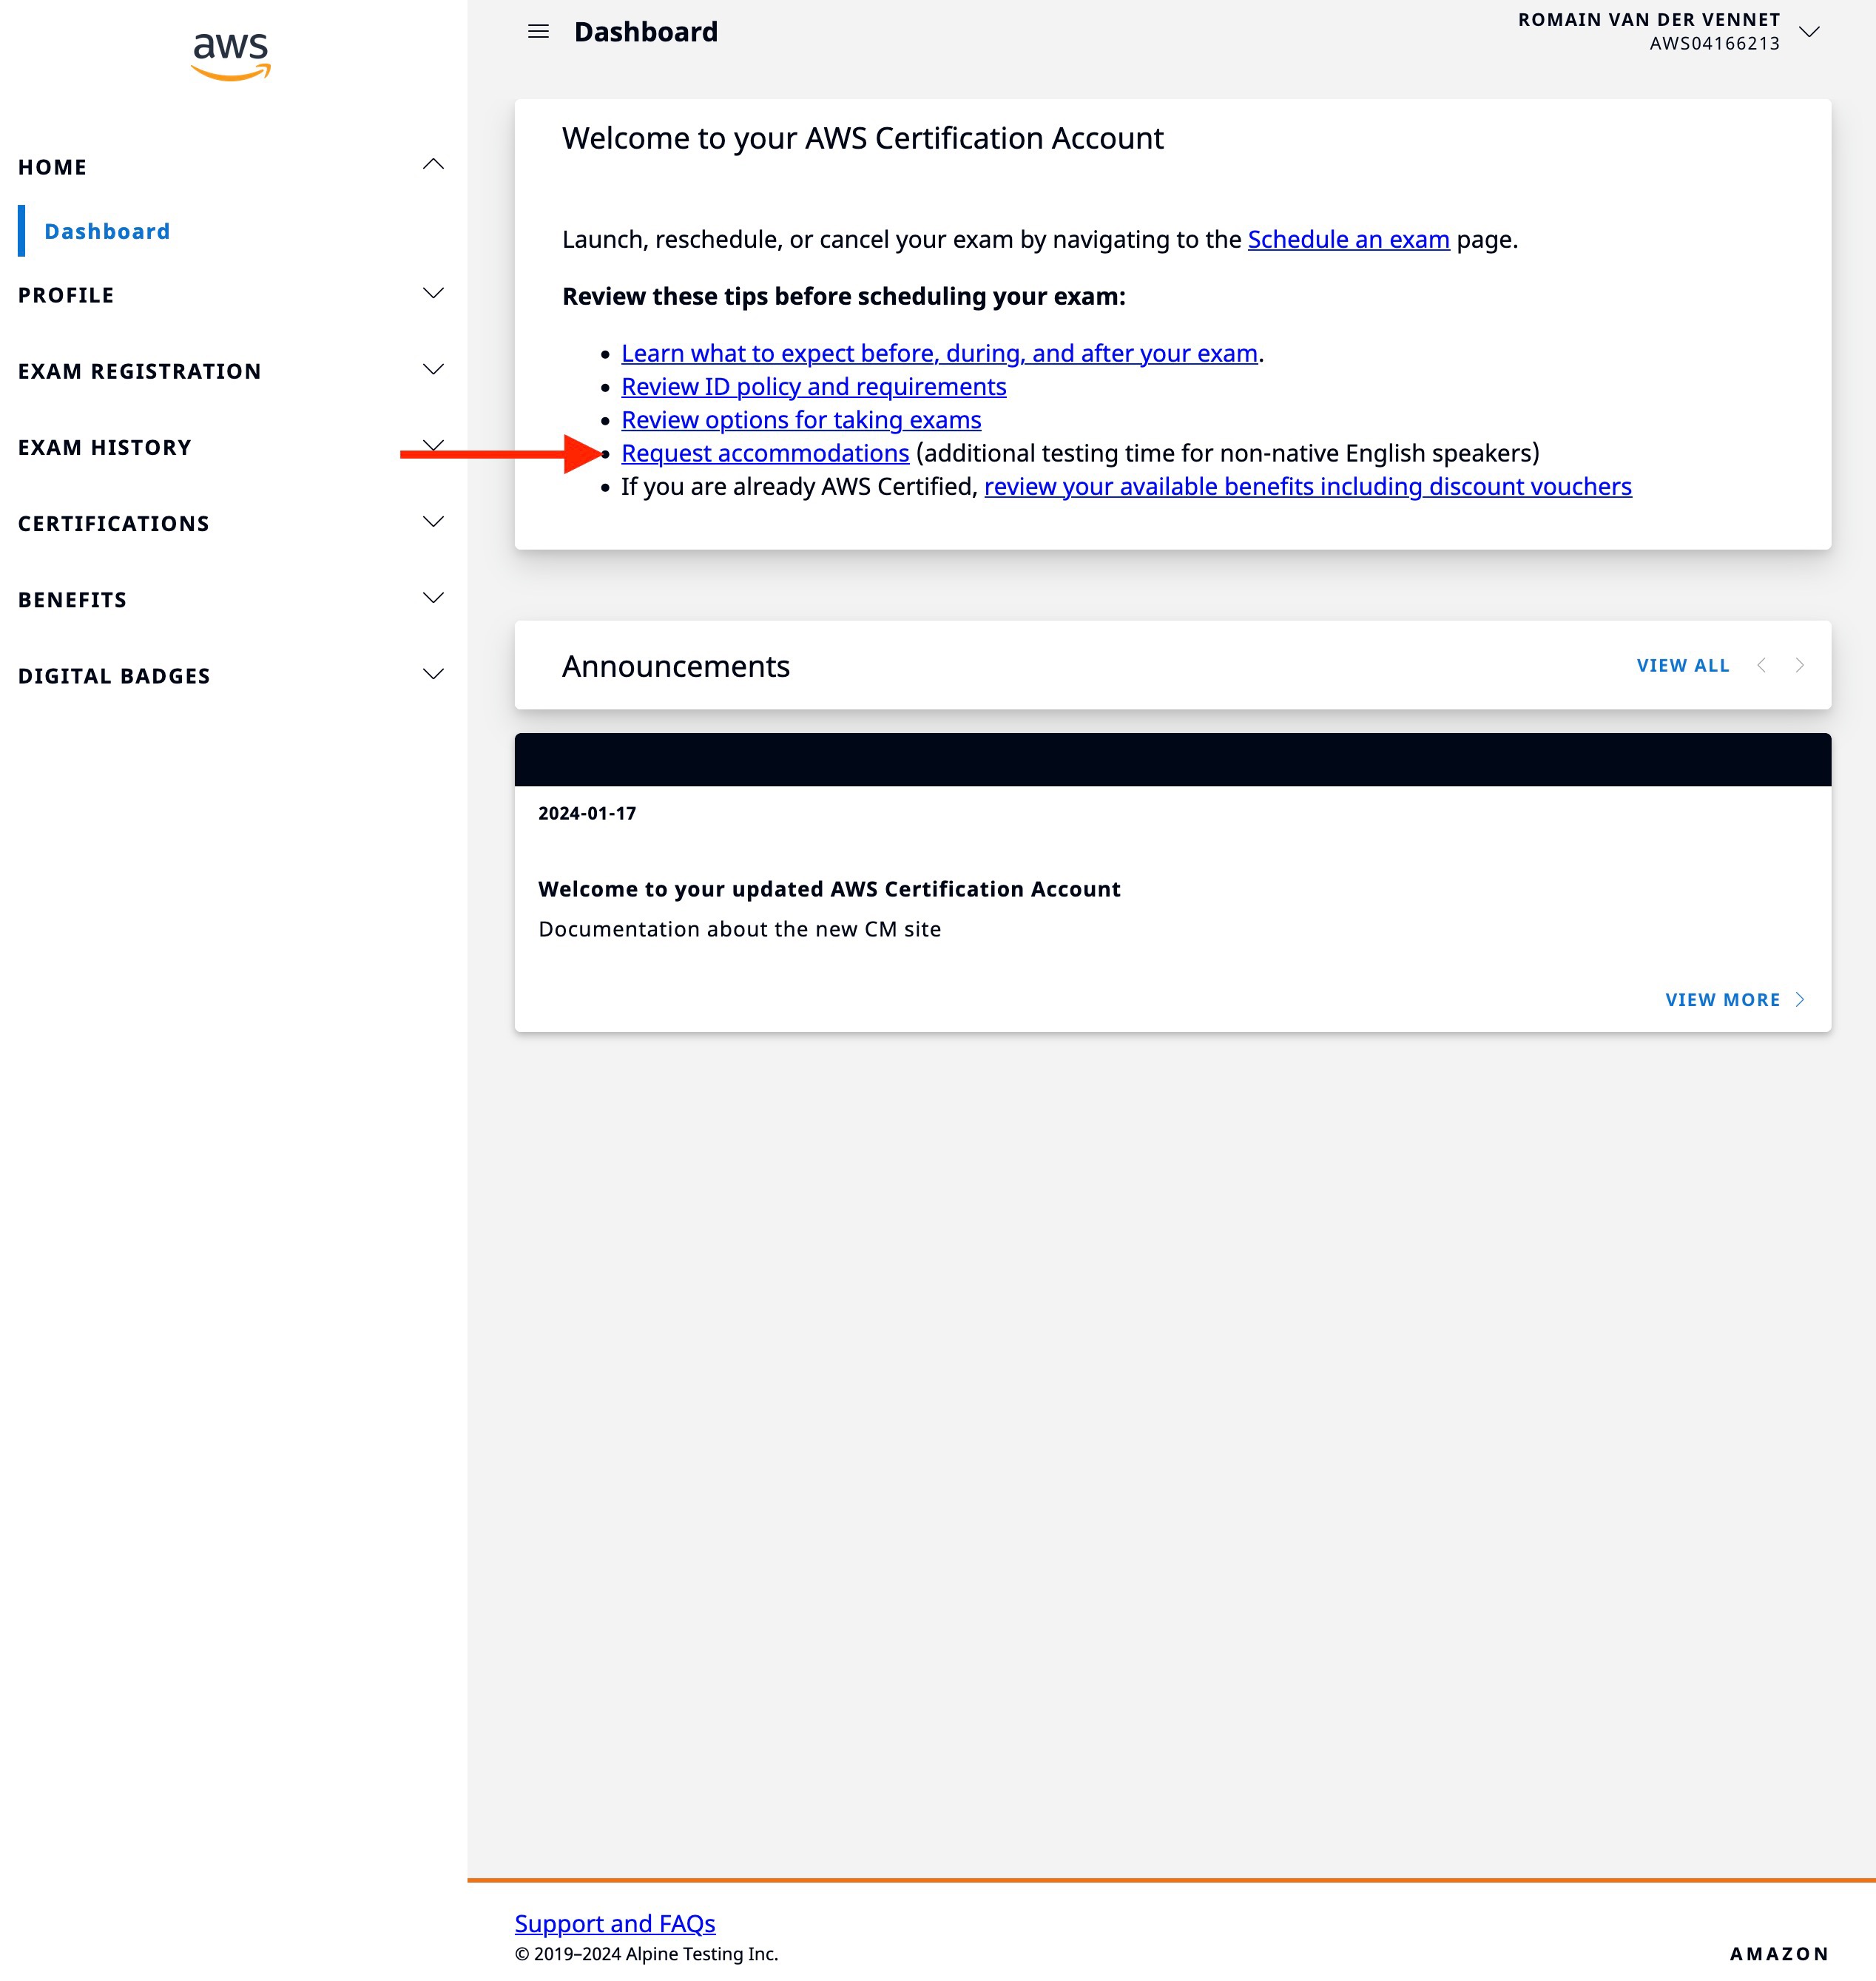 aws
HOME
Dashboard
PROFILE
EXAM REGISTRATION
EXAM HISTORY
CERTIFICATIONS
BENEFITS
DIGITAL BADGES
Dashboard
ROMAIN VAN DER VENNET
AWS04166213
Welcome to your AWS Certification Account
Launch, reschedule, or cancel your exam by navigating to the Schedule an exam page.
Review these tips before scheduling your exam:
• Learn what to expect before, during, and after your exam.
• Review ID policy and requirements
• Review options for taking exams
• Request accommodations (additional testing time for non-native English speakers)
• If you are already AWS Certified, review your available benefits including discount vouchers
Announcements
VIEW ALL
2024-01-17
Welcome to your updated AWS Certification Account
Documentation about the new CM site
VIEW MORE
Support and FAQs
© 2019–2024 Alpine Testing Inc.
AMAZON